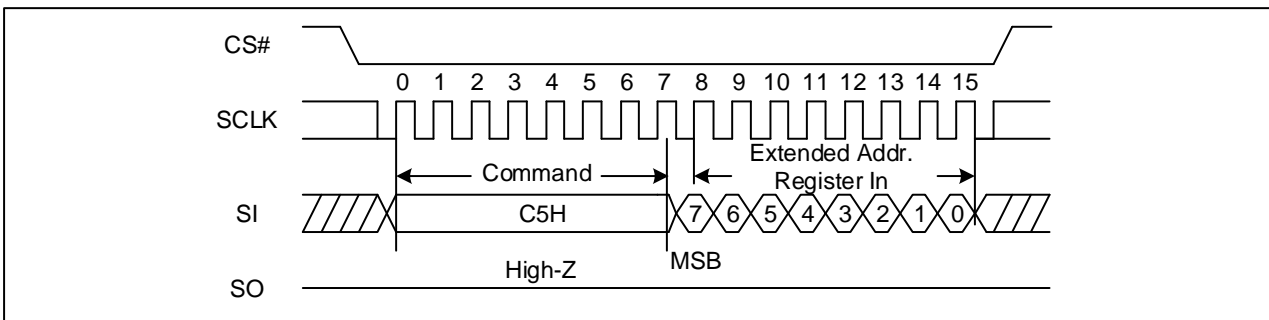 CS#
0 1 2 3 4 5 6 7 8 9 10 11 12 13 14 15
SCLK
Command
Extended Addr.
Register In
SI
C5H
7 6 5 4 3 2 1 0
MSB
High-Z
SO